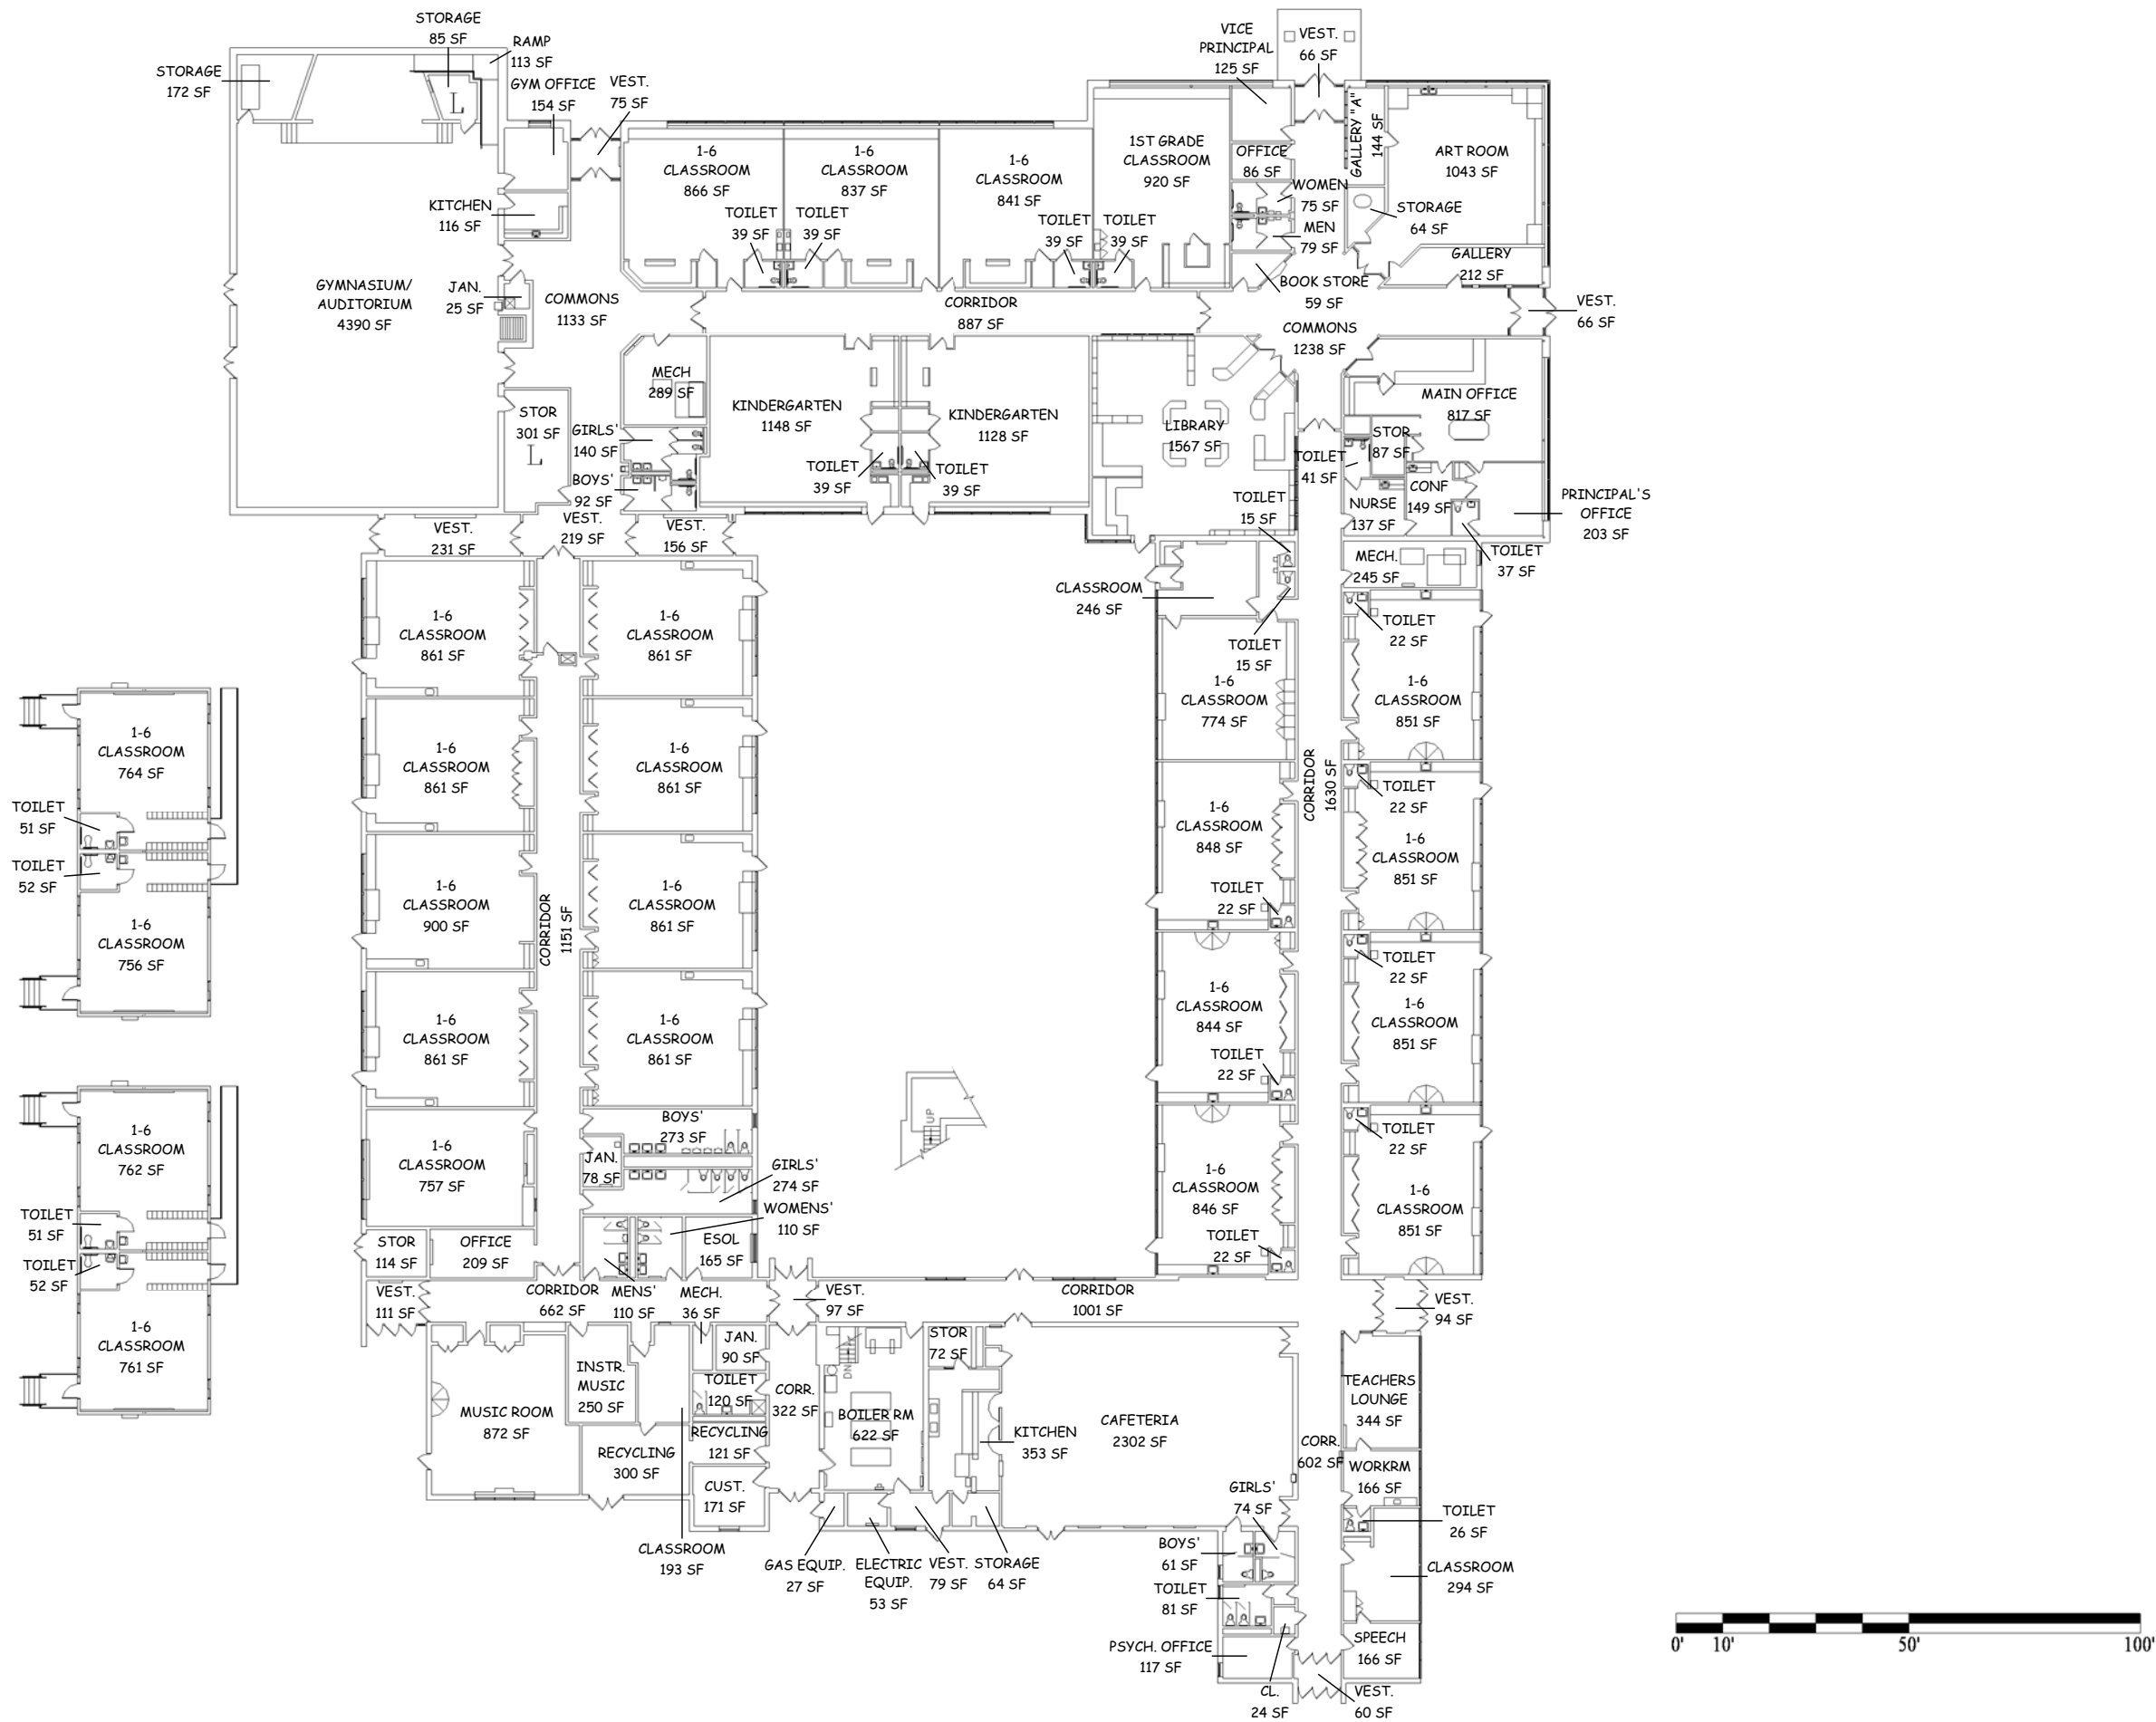 STORAGE
85 SF
RAMP
113 SF
STORAGE
172 SF
GYM OFFICE
154 SF
VEST.
75 SF
L
VICE
PRINCIPAL
125 SF
VEST.
66 SF
1-6
CLASSROOM
866 SF
1-6
CLASSROOM
837 SF
1-6
CLASSROOM
841 SF
1ST GRADE
CLASSROOM
920 SF
OFFICE
86 SF
GALLERY "A"
144 SF
ART ROOM
1043 SF
WOMEN
75 SF
MEN
79 SF
STORAGE
64 SF
KITCHEN
116 SF
TOILET
39 SF
TOILET
39 SF
TOILET
39 SF
TOILET
39 SF
GALLERY
212 SF
BOOK STORE
59 SF
GYMNASIUM/
AUDITORIUM
4390 SF
JAN.
25 SF
COMMONS
1133 SF
CORRIDOR
887 SF
COMMONS
1238 SF
VEST.
66 SF
MECH
289 SF
KINDERGARTEN
1148 SF
KINDERGARTEN
1128 SF
LIBRARY
1567 SF
MAIN OFFICE
817 SF
STOR
301 SF
L
GIRLS'
140 SF
BOYS'
92 SF
TOILET
39 SF
TOILET
39 SF
STOR
87 SF
TOILET
41 SF
CONF
149 SF
NURSE
137 SF
PRINCIPAL'S
OFFICE
203 SF
TOILET
15 SF
TOILET
37 SF
VEST.
231 SF
VEST.
219 SF
VEST.
156 SF
MECH.
245 SF
CLASSROOM
246 SF
TOILET
15 SF
1-6
CLASSROOM
861 SF
1-6
CLASSROOM
861 SF
TOILET
22 SF
1-6
CLASSROOM
774 SF
1-6
CLASSROOM
851 SF
1-6
CLASSROOM
764 SF
TOILET
51 SF
TOILET
52 SF
1-6
CLASSROOM
756 SF
1-6
CLASSROOM
861 SF
1-6
CLASSROOM
861 SF
CORRIDOR
1630 SF
TOILET
22 SF
1-6
CLASSROOM
848 SF
TOILET
22 SF
1-6
CLASSROOM
851 SF
1-6
CLASSROOM
900 SF
CORRIDOR
1151 SF
1-6
CLASSROOM
861 SF
TOILET
22 SF
1-6
CLASSROOM
844 SF
TOILET
22 SF
1-6
CLASSROOM
851 SF
1-6
CLASSROOM
861 SF
1-6
CLASSROOM
861 SF
UP
TOILET
22 SF
1-6
CLASSROOM
846 SF
TOILET
22 SF
1-6
CLASSROOM
851 SF
1-6
CLASSROOM
762 SF
TOILET
51 SF
TOILET
52 SF
1-6
CLASSROOM
761 SF
1-6
CLASSROOM
757 SF
BOYS'
273 SF
JAN.
78 SF
GIRLS'
274 SF
WOMENS'
110 SF
STOR
114 SF
OFFICE
209 SF
ESOL
165 SF
VEST.
111 SF
CORRIDOR
662 SF
MENS'
110 SF
MECH.
36 SF
VEST.
97 SF
CORRIDOR
1001 SF
VEST.
94 SF
JAN.
90 SF
DN
STOR
72 SF
INSTR.
MUSIC
250 SF
TOILET
120 SF
MUSIC ROOM
872 SF
CORR.
322 SF
BOILER RM
622 SF
KITCHEN
353 SF
CAFETERIA
2302 SF
TEACHERS
LOUNGE
344 SF
RECYCLING
300 SF
RECYCLING
121 SF
CUST.
171 SF
CORR.
602 SF
WORKRM
166 SF
GIRLS'
74 SF
TOILET
26 SF
CLASSROOM
193 SF
GAS EQUIP.
27 SF
ELECTRIC
EQUIP.
53 SF
VEST.
79 SF
STORAGE
64 SF
BOYS'
61 SF
TOILET
81 SF
CLASSROOM
294 SF
PSYCH. OFFICE
117 SF
SPEECH
166 SF
CL.
24 SF
VEST.
60 SF
0' 10' 50' 100'